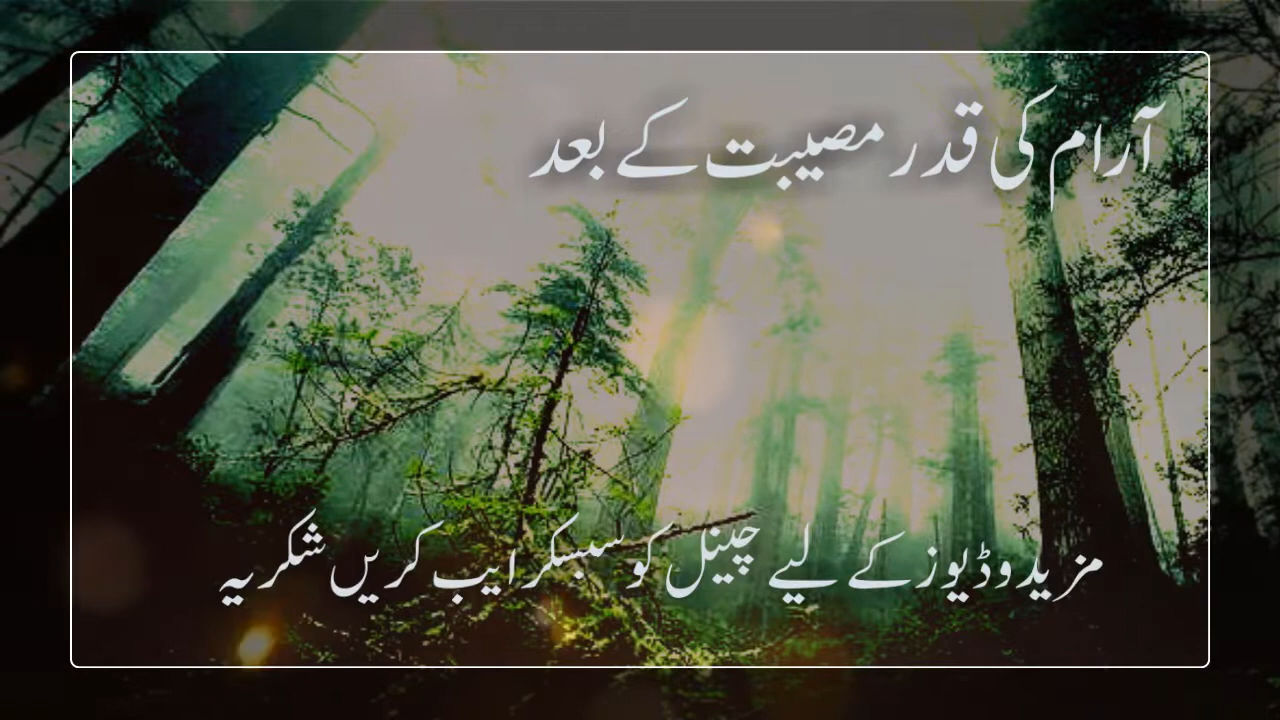 آرام کی قدر مصیبت کے بعد
مزید وڈیوز کے لیے چینل کو سبسکرایب کریں شکریہ